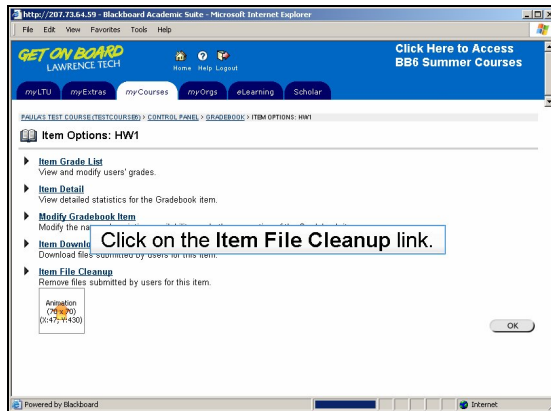 http://207.73.64.59 - Blackboard Academic Suite - Microsoft Internet Explorer
File Edit View Favorites Tools Help
GET ON BOARD
LAWRENCE TECH
Home Help Logout
Click Here to Access
BB6 Summer Courses
myLTU myExtras myCourses myOrgs eLearning Scholar
PAULA'S TEST COURSE (TESTCOURSE6) > CONTROL PANEL > GRADEBOOK > ITEM OPTIONS: HW1
Item Options: HW1
Item Grade List
View and modify users' grades.
Item Detail
View detailed statistics for the Gradebook item.
Modify Gradebook Item
Modify the
Click on the Item File Cleanup link.
Item
Download files submitted by users for this item.
Item File Cleanup
Remove files submitted by users for this item.
Animation
(70 x 70)
(X:47, Y:430)
OK
Powered by Blackboard
Internet